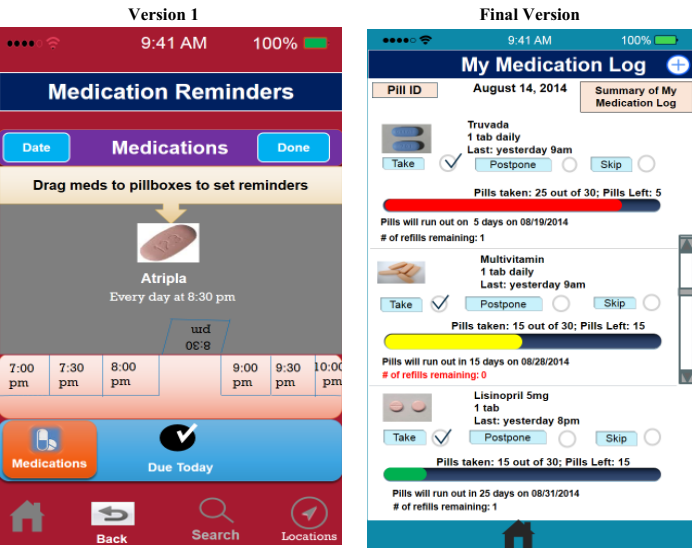 Version 1
9:41 AM 100%
Medication Reminders
Date Medications Done
Drag meds to pillboxes to set reminders
Atripla
Every day at 8:30 pm
8:30
pm
7:00 pm
7:30 pm
8:00 pm
9:00 pm
9:30 pm
10:00 pm
Medications
Due Today
Back
Search
Locations
Final Version
9:41 AM 100%
My Medication Log
Pill ID
August 14, 2014
Summary of My
Medication Log
Truvada
1 tab daily
Last: yesterday 9am
Take Postpone Skip
Pills taken: 25 out of 30; Pills Left: 5
Pills will run out on 5 days on 08/19/2014
# of refills remaining: 1
Multivitamin
1 tab daily
Last: yesterday 9am
Take Postpone Skip
Pills taken: 15 out of 30; Pills Left: 15
Pills will run out in 15 days on 08/28/2014
# of refills remaining: 0
Lisinopril 5mg
1 tab
Last: yesterday 8pm
Take Postpone Skip
Pills taken: 15 out of 30; Pills Left: 15
Pills will run out in 25 days on 08/31/2014
# of refills remaining: 1